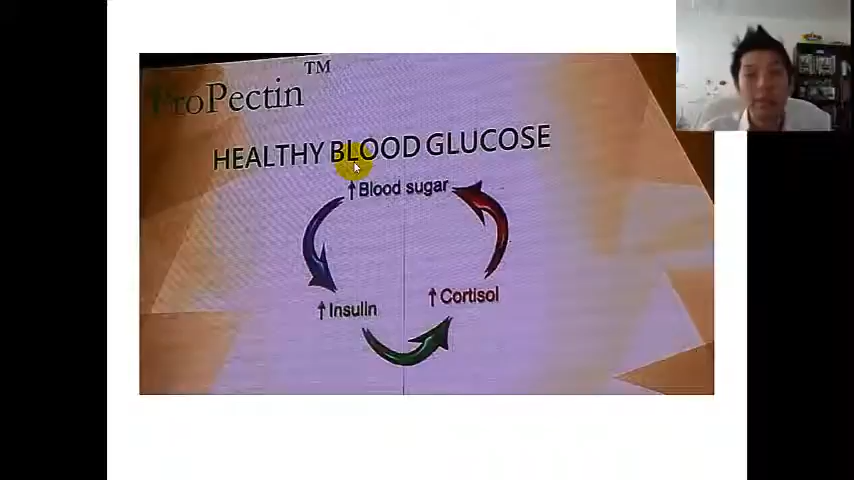 ProPectin™
HEALTHY BLOOD GLUCOSE
↑Blood sugar
↑Insulin
↑Cortisol